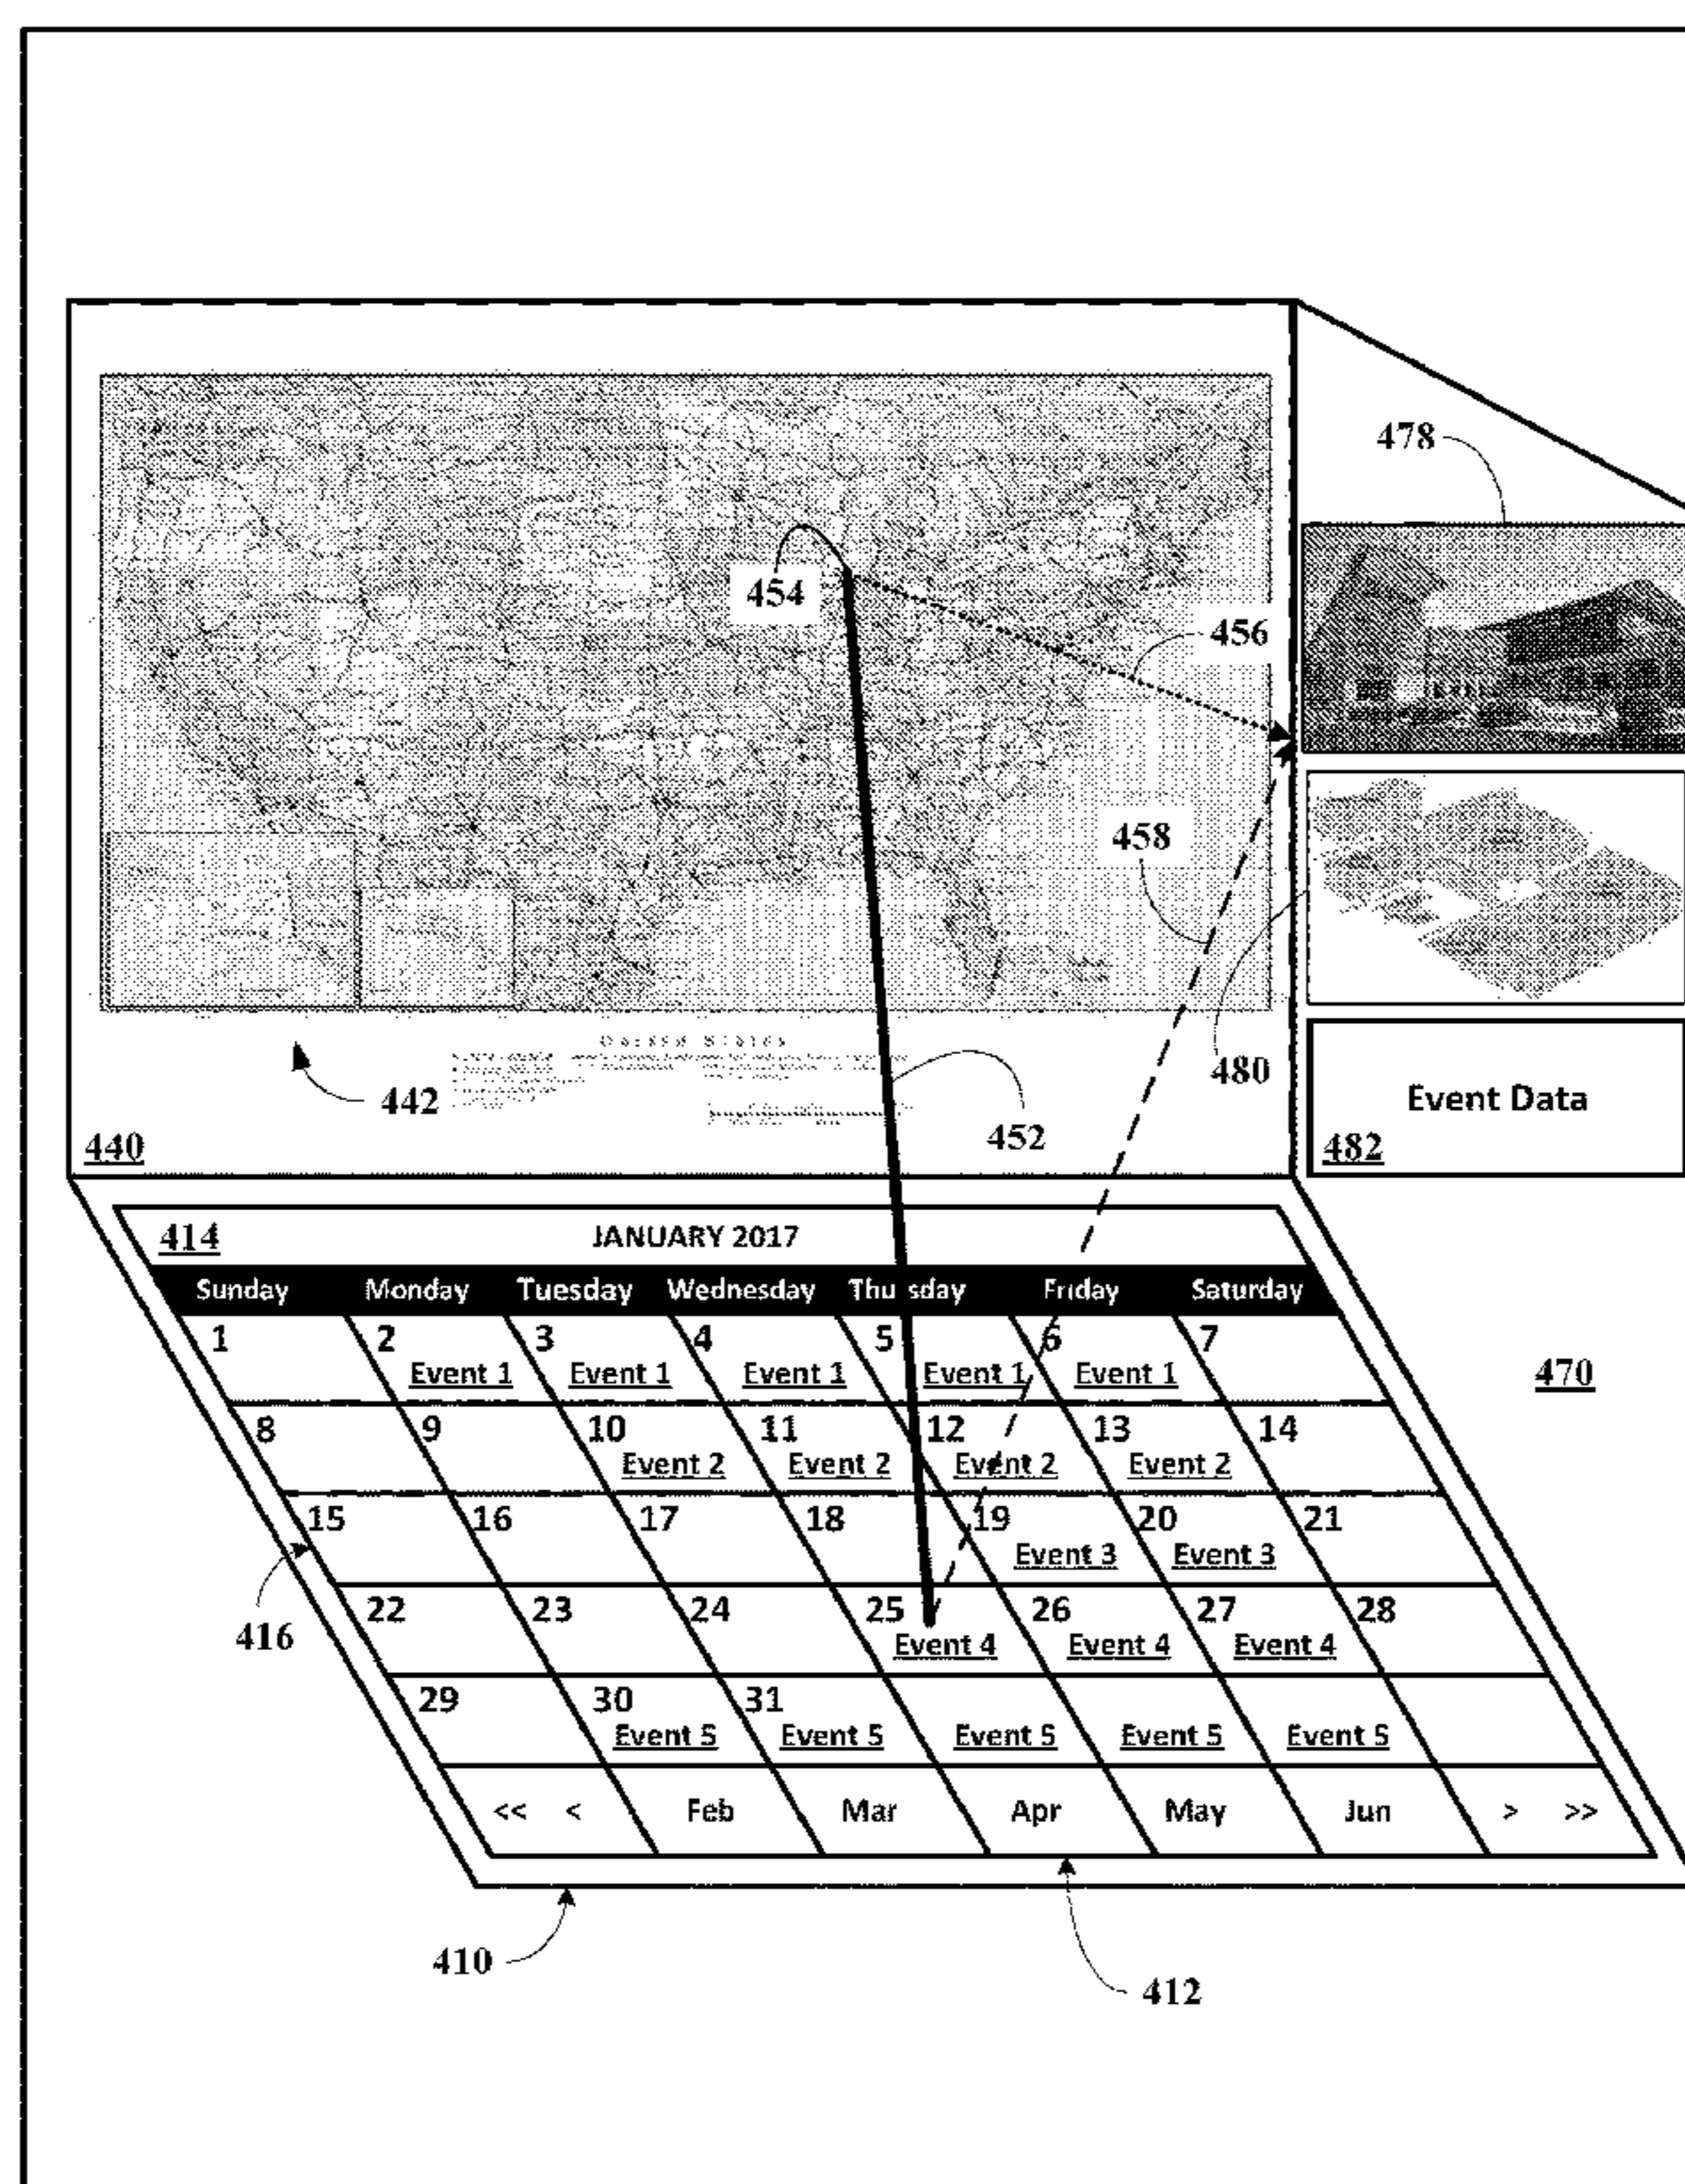 478
454
456
458
United States
442
480
452
Event Data
440
482
414
JANUARY 2017
Sunday Monday Tuesday Wednesday Thursday Friday Saturday
1 2 3 4 5 6 7
Event 1 Event 1 Event 1 Event 1 Event 1
470
8 9 10 11 12 13 14
Event 2 Event 2 Event 2 Event 2
15 16 17 18 19 20 21
Event 3 Event 3
22 23 24 25 26 27 28
416
Event 4 Event 4 Event 4
29 30 31
Event 5 Event 5 Event 5 Event 5 Event 5
<< < Feb Mar Apr May Jun > >>
410
412